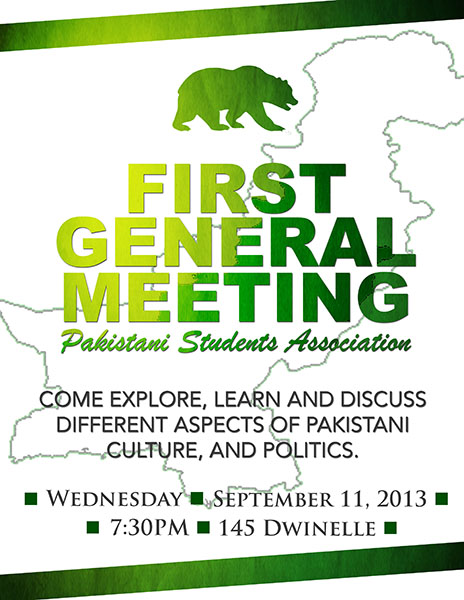 FIRST
GENERAL
MEETING
Pakistani Students Association
COME EXPLORE, LEARN AND DISCUSS
DIFFERENT ASPECTS OF PAKISTANI
CULTURE, AND POLITICS.
■ WEDNESDAY ■ SEPTEMBER 11, 2013 ■
■ 7:30PM ■ 145 DWINELLE ■